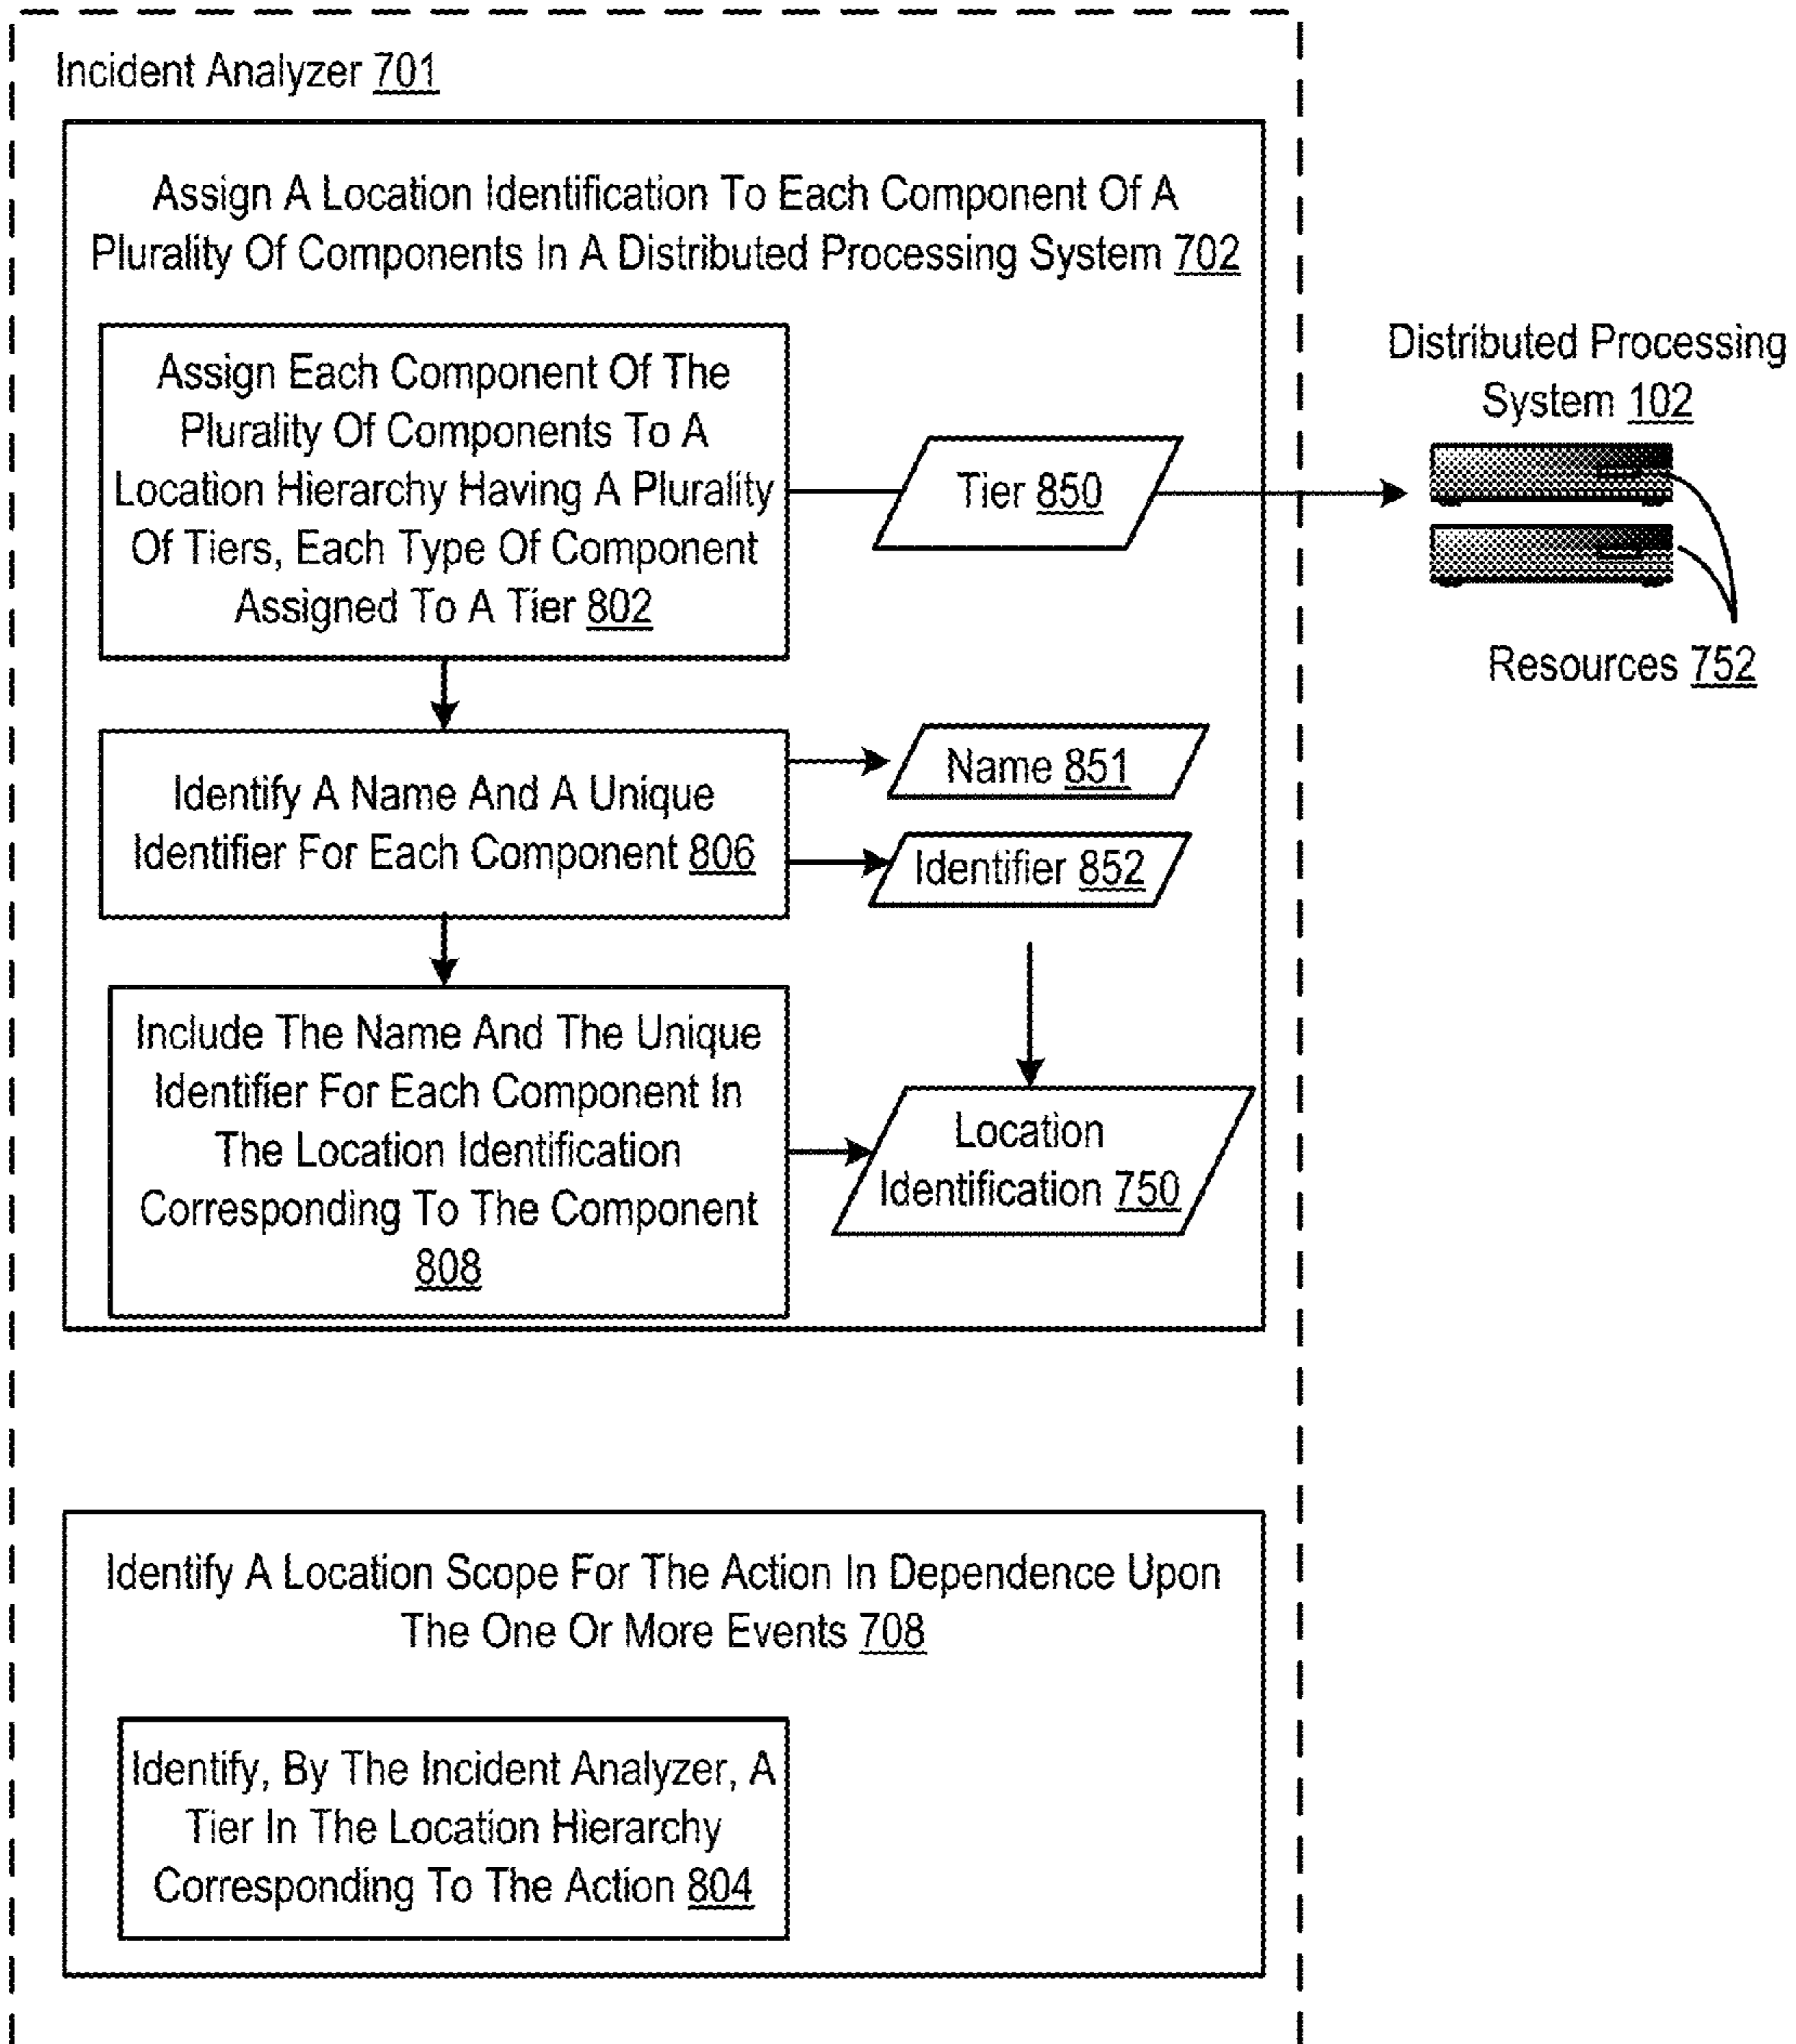 Incident Analyzer 701
Assign A Location Identification To Each Component Of A
Plurality Of Components In A Distributed Processing System 702
Assign Each Component Of The
Plurality Of Components To A
Location Hierarchy Having A Plurality
Of Tiers, Each Type Of Component
Assigned To A Tier 802
Tier 850
Distributed Processing
System 102
Resources 752
Identify A Name And A Unique
Identifier For Each Component 806
Name 851
Identifier 852
Include The Name And The Unique
Identifier For Each Component In
The Location Identification
Corresponding To The Component
808
Location
Identification 750
Identify A Location Scope For The Action In Dependence Upon
The One Or More Events 708
Identify, By The Incident Analyzer, A
Tier In The Location Hierarchy
Corresponding To The Action 804